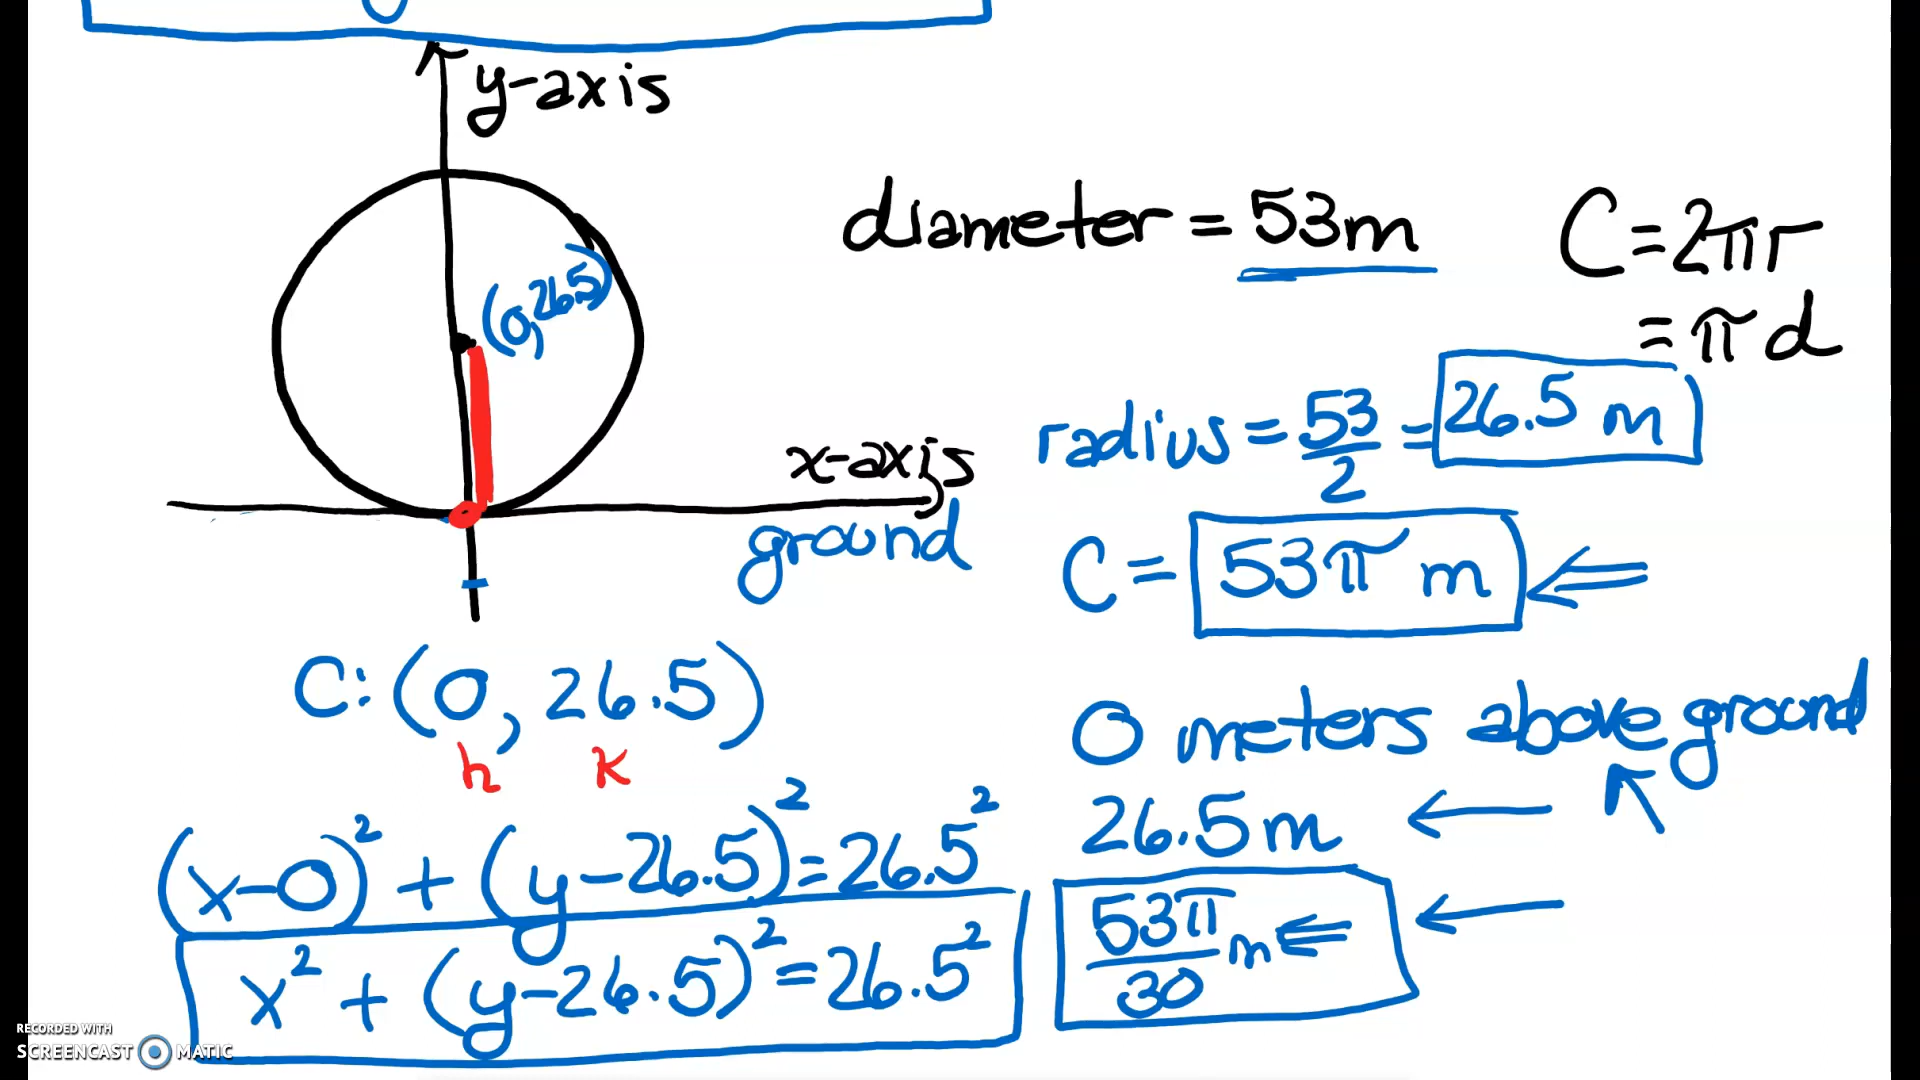 y-axis
diameter = 53m
C = 2πr
= πd
(0, 26.5)
radius = 53/2 = 26.5 m
x-axis
ground
C = 53π m
C: (0, 26.5)
h k
0 meters above ground
26.5m
(x-0)² + (y-26.5)² = 26.5²
53π/30 m
x² + (y-26.5)² = 26.5²
RECORDED WITH
SCREENCAST MATIC